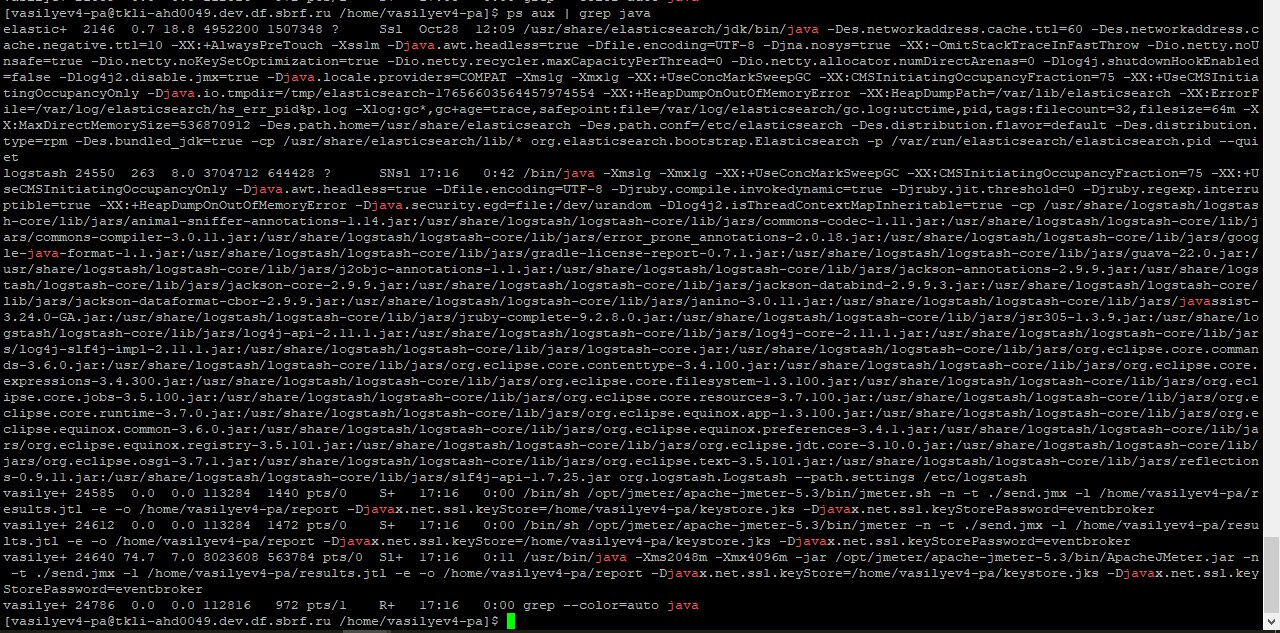 [vasilyev4-pa@tkli-ahd0049.dev.df.sbrf.ru /home/vasilyev4-pa]$ ps aux | grep java
elastic+  2146  0.7 18.8 4952200 1507348 ?     Ssl  Oct28  12:09 /usr/share/elasticsearch/jdk/bin/java -Des.networkaddress.cache.ttl=60 -Des.networkaddress.c
ache.negative.ttl=10 -XX:+AlwaysPreTouch -Xss1m -Djava.awt.headless=true -Dfile.encoding=UTF-8 -Djna.nosys=true -XX:-OmitStackTraceInFastThrow -Dio.netty.noU
nsafe=true -Dio.netty.noKeySetOptimization=true -Dio.netty.recycler.maxCapacityPerThread=0 -Dio.netty.allocator.numDirectArenas=0 -Dlog4j.shutdownHookEnabled
=false -Dlog4j2.disable.jmx=true -Djava.locale.providers=COMPAT -Xms1g -Xmx1g -XX:+UseConcMarkSweepGC -XX:CMSInitiatingOccupancyFraction=75 -XX:+UseCMSInitia
tingOccupancyOnly -Djava.io.tmpdir=/tmp/elasticsearch-17656603564457974554 -XX:+HeapDumpOnOutOfMemoryError -XX:HeapDumpPath=/var/lib/elasticsearch -XX:ErrorF
ile=/var/log/elasticsearch/hs_err_pid%p.log -Xlog:gc*,gc+age=trace,safepoint:file=/var/log/elasticsearch/gc.log:utctime,pid,tags:filecount=32,filesize=64m -X
X:MaxDirectMemorySize=536870912 -Des.path.home=/usr/share/elasticsearch -Des.path.conf=/etc/elasticsearch -Des.distribution.flavor=default -Des.distribution.
type=rpm -Des.bundled_jdk=true -cp /usr/share/elasticsearch/lib/* org.elasticsearch.bootstrap.Elasticsearch -p /var/run/elasticsearch/elasticsearch.pid --qui
et
logstash 24550  263  8.0 3704712 644428 ?      SNsl 17:16   0:42 /bin/java -Xms1g -Xmx1g -XX:+UseConcMarkSweepGC -XX:CMSInitiatingOccupancyFraction=75 -XX:+U
seCMSInitiatingOccupancyOnly -Djava.awt.headless=true -Dfile.encoding=UTF-8 -Djruby.compile.invokedynamic=true -Djruby.jit.threshold=0 -Djruby.regexp.interru
ptible=true -XX:+HeapDumpOnOutOfMemoryError -Djava.security.egd=file:/dev/urandom -Dlog4j2.isThreadContextMapInheritable=true -cp /usr/share/logstash/logstas
h-core/lib/jars/animal-sniffer-annotations-1.14.jar:/usr/share/logstash/logstash-core/lib/jars/commons-codec-1.11.jar:/usr/share/logstash/logstash-core/lib/j
ars/commons-compiler-3.0.11.jar:/usr/share/logstash/logstash-core/lib/jars/error_prone_annotations-2.0.18.jar:/usr/share/logstash/logstash-core/lib/jars/goog
le-java-format-1.1.jar:/usr/share/logstash/logstash-core/lib/jars/gradle-license-report-0.7.1.jar:/usr/share/logstash/logstash-core/lib/jars/guava-22.0.jar:/
usr/share/logstash/logstash-core/lib/jars/j2objc-annotations-1.1.jar:/usr/share/logstash/logstash-core/lib/jars/jackson-annotations-2.9.9.jar:/usr/share/logs
tash/logstash-core/lib/jars/jackson-core-2.9.9.jar:/usr/share/logstash/logstash-core/lib/jars/jackson-databind-2.9.9.3.jar:/usr/share/logstash/logstash-core/
lib/jars/jackson-dataformat-cbor-2.9.9.jar:/usr/share/logstash/logstash-core/lib/jars/janino-3.0.11.jar:/usr/share/logstash/logstash-core/lib/jars/javassist-
3.24.0-GA.jar:/usr/share/logstash/logstash-core/lib/jars/jruby-complete-9.2.8.0.jar:/usr/share/logstash/logstash-core/lib/jars/jsr305-1.3.9.jar:/usr/share/lo
gstash/logstash-core/lib/jars/log4j-api-2.11.1.jar:/usr/share/logstash/logstash-core/lib/jars/log4j-core-2.11.1.jar:/usr/share/logstash/logstash-core/lib/jar
s/log4j-slf4j-impl-2.11.1.jar:/usr/share/logstash/logstash-core/lib/jars/logstash-core.jar:/usr/share/logstash/logstash-core/lib/jars/org.eclipse.core.comman
ds-3.6.0.jar:/usr/share/logstash/logstash-core/lib/jars/org.eclipse.core.contenttype-3.4.100.jar:/usr/share/logstash/logstash-core/lib/jars/org.eclipse.core.
expressions-3.4.300.jar:/usr/share/logstash/logstash-core/lib/jars/org.eclipse.core.filesystem-1.3.100.jar:/usr/share/logstash/logstash-core/lib/jars/org.ecl
ipse.core.jobs-3.5.100.jar:/usr/share/logstash/logstash-core/lib/jars/org.eclipse.core.resources-3.7.100.jar:/usr/share/logstash/logstash-core/lib/jars/org.e
clipse.core.runtime-3.7.0.jar:/usr/share/logstash/logstash-core/lib/jars/org.eclipse.equinox.app-1.3.100.jar:/usr/share/logstash/logstash-core/lib/jars/org.e
clipse.equinox.common-3.6.0.jar:/usr/share/logstash/logstash-core/lib/jars/org.eclipse.equinox.preferences-3.4.1.jar:/usr/share/logstash/logstash-core/lib/ja
rs/org.eclipse.equinox.registry-3.5.101.jar:/usr/share/logstash/logstash-core/lib/jars/org.eclipse.jdt.core-3.10.0.jar:/usr/share/logstash/logstash-core/lib/
jars/org.eclipse.osgi-3.7.1.jar:/usr/share/logstash/logstash-core/lib/jars/org.eclipse.text-3.5.101.jar:/usr/share/logstash/logstash-core/lib/jars/reflection
s-0.9.11.jar:/usr/share/logstash/logstash-core/lib/jars/slf4j-api-1.7.25.jar org.logstash.Logstash --path.settings /etc/logstash
vasilye+ 24585  0.0  0.0 113284  1440 pts/0    S+   17:16   0:00 /bin/sh /opt/jmeter/apache-jmeter-5.3/bin/jmeter.sh -n -t ./send.jmx -l /home/vasilyev4-pa/r
esults.jtl -e -o /home/vasilyev4-pa/report -Djavax.net.ssl.keyStore=/home/vasilyev4-pa/keystore.jks -Djavax.net.ssl.keyStorePassword=eventbroker
vasilye+ 24612  0.0  0.0 113284  1472 pts/0    S+   17:16   0:00 /bin/sh /opt/jmeter/apache-jmeter-5.3/bin/jmeter -n -t ./send.jmx -l /home/vasilyev4-pa/resu
lts.jtl -e -o /home/vasilyev4-pa/report -Djavax.net.ssl.keyStore=/home/vasilyev4-pa/keystore.jks -Djavax.net.ssl.keyStorePassword=eventbroker
vasilye+ 24640 74.7  7.0 8023608 563784 pts/0  Sl+  17:16   0:11 /usr/bin/java -Xms2048m -Xmx4096m -jar /opt/jmeter/apache-jmeter-5.3/bin/ApacheJMeter.jar -n
 -t ./send.jmx -l /home/vasilyev4-pa/results.jtl -e -o /home/vasilyev4-pa/report -Djavax.net.ssl.keyStore=/home/vasilyev4-pa/keystore.jks -Djavax.net.ssl.key
StorePassword=eventbroker
vasilye+ 24786  0.0  0.0 112816   972 pts/1    R+   17:16   0:00 grep --color=auto java
[vasilyev4-pa@tkli-ahd0049.dev.df.sbrf.ru /home/vasilyev4-pa]$